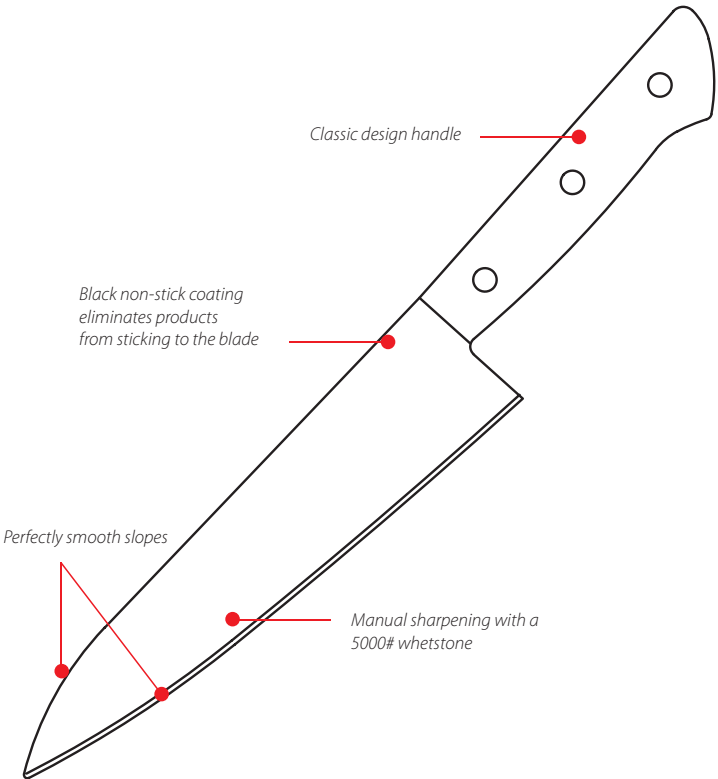 Classic design handle
Black non-stick coating
eliminates products
from sticking to the blade
Perfectly smooth slopes
Manual sharpening with a
5000# whetstone